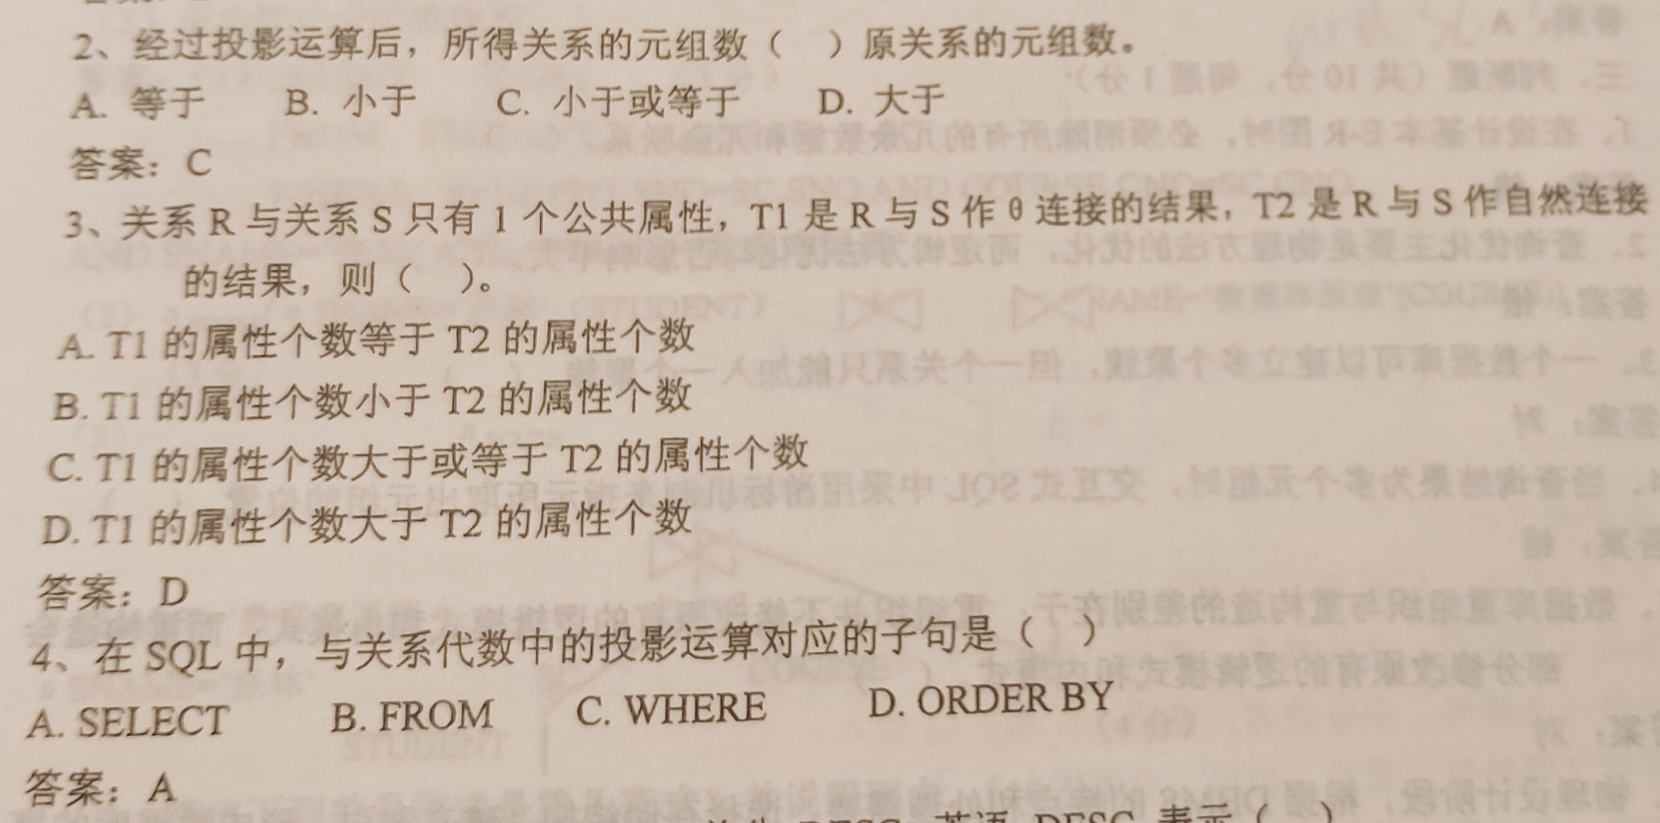 2、经过投影运算后，所得关系的元组数（ ）原关系的元组数。
A. 等于 B. 小于 C. 小于或等于 D. 大于
答案：C
3、关系 R 与关系 S 只有 1 个公共属性，T1 是 R 与 S 作 θ 连接的结果，T2 是 R 与 S 作自然连接
的结果，则（ ）。
A. T1 的属性个数等于 T2 的属性个数
B. T1 的属性个数小于 T2 的属性个数
C. T1 的属性个数大于或等于 T2 的属性个数
D. T1 的属性个数大于 T2 的属性个数
答案：D
4、在 SQL 中，与关系代数中的投影运算对应的子句是（ ）
A. SELECT B. FROM C. WHERE D. ORDER BY
答案：A